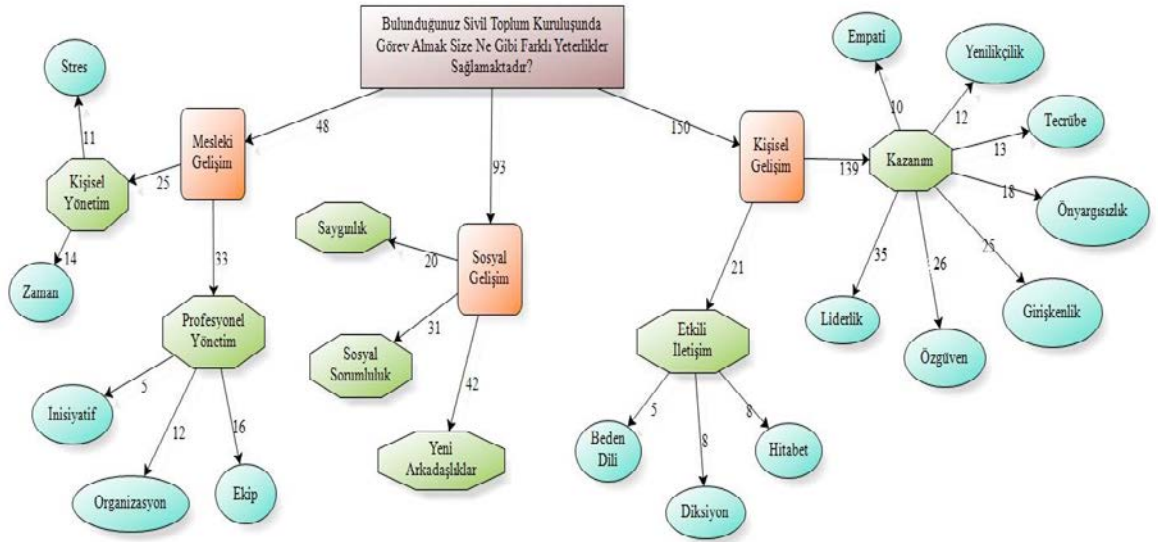 Bulunduğunuz Sivil Toplum Kuruluşunda
Görev Almak Size Ne Gibi Farklı Yeterlikler
Sağlamaktadır?
48
93
150
Mesleki
Gelişim
25
33
Kişisel
Yönetim
11
Stres
14
Zaman
Profesyonel
Yönctim
5
İnisiyatif
12
Organizasyon
16
Ekip
Sosyal
Gelişim
20
Saygınlık
31
Sosyal
Sorumluluk
42
Yeni
Arkadaşlıklar
Kişisel
Gelişim
139
21
Kazanım
10
Empati
12
Yenilikçilik
13
Tecrübe
18
Önyargısızlık
25
Girişkenlik
26
Özgüven
35
Liderlik
Etkili
İletişim
5
Beden
Dili
8
Diksiyon
8
Hitabet